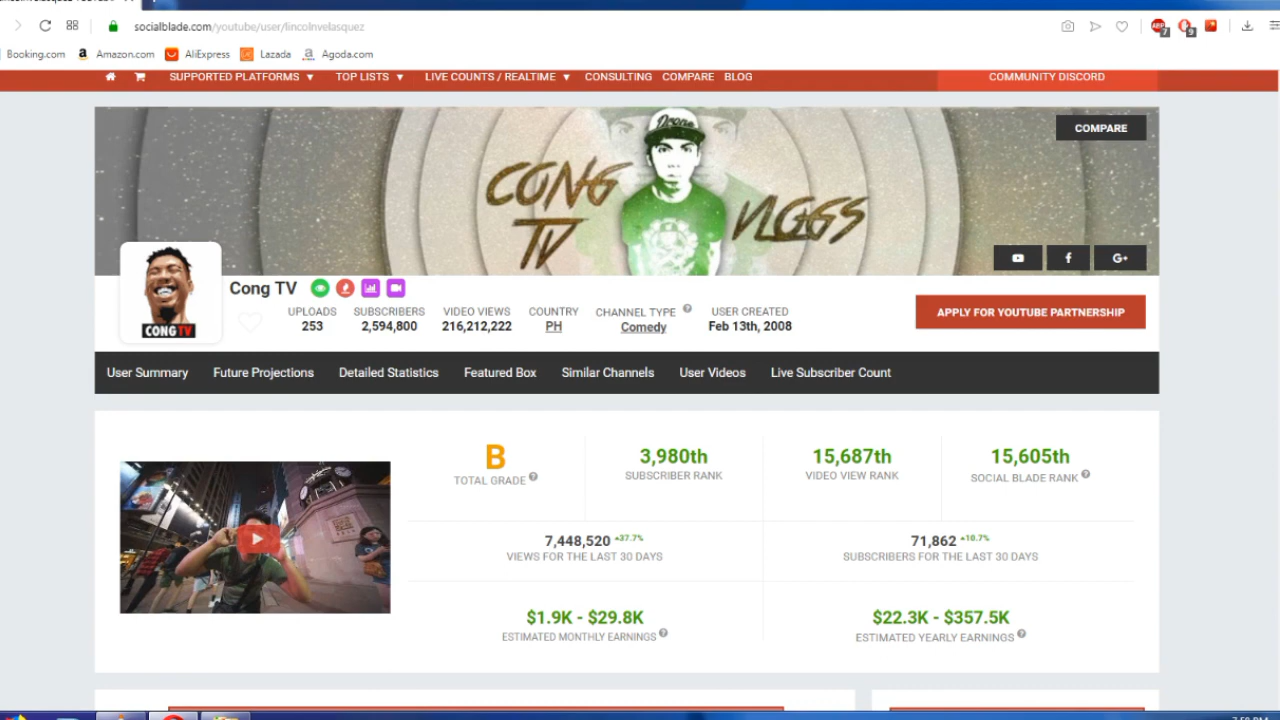 socialblade.com/youtube/user/lincolnvelasquez
7
9
Booking.com Amazon.com AliExpress Lazada Agoda.com
SUPPORTED PLATFORMS TOP LISTS LIVE COUNTS / REALTIME CONSULTING COMPARE BLOG COMMUNITY DISCORD
COMPARE
Drone
CONG TV VLOGS
CONGTV
Cong TV
UPLOADS SUBSCRIBERS VIDEO VIEWS COUNTRY CHANNEL TYPE USER CREATED
253 2,594,800 216,212,222 PH Comedy Feb 13th, 2008
APPLY FOR YOUTUBE PARTNERSHIP
User Summary Future Projections Detailed Statistics Featured Box Similar Channels User Videos Live Subscriber Count
B 3,980th 15,687th 15,605th
TOTAL GRADE SUBSCRIBER RANK VIDEO VIEW RANK SOCIAL BLADE RANK
7,448,520 37.7% 71,862 10.7%
VIEWS FOR THE LAST 30 DAYS SUBSCRIBERS FOR THE LAST 30 DAYS
$1.9K - $29.8K $22.3K - $357.5K
ESTIMATED MONTHLY EARNINGS ESTIMATED YEARLY EARNINGS